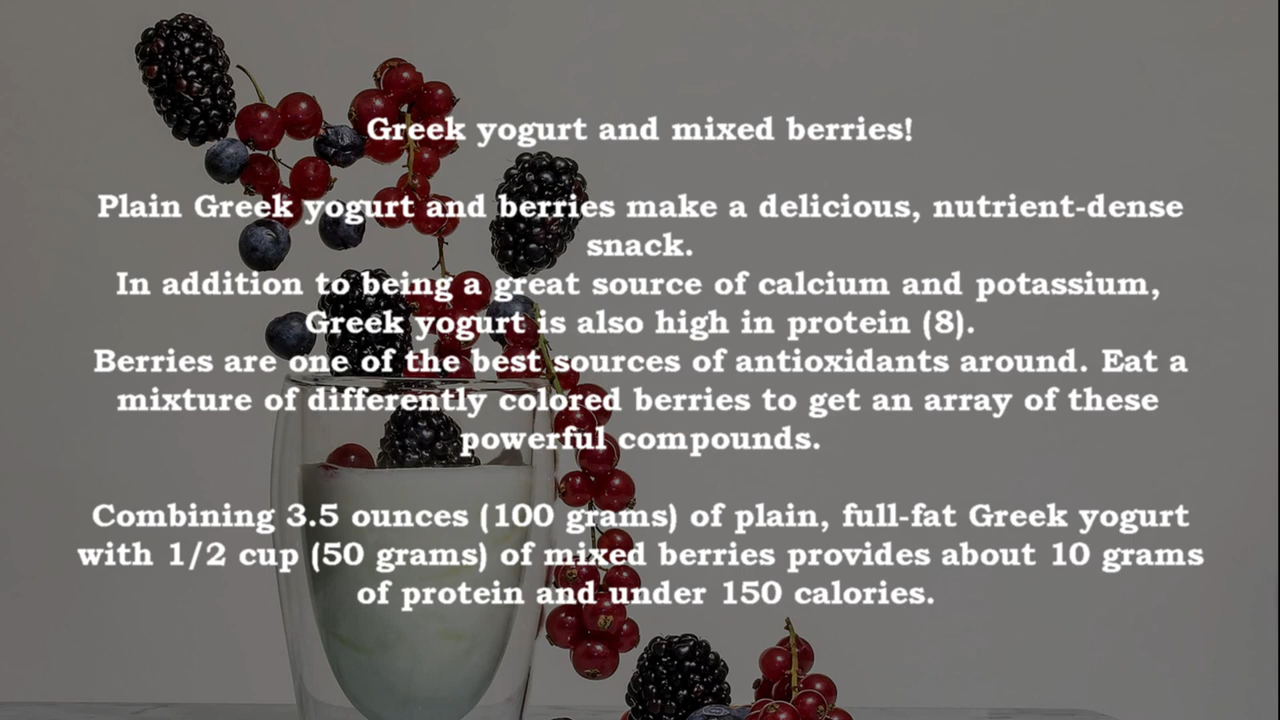 Greek yogurt and mixed berries!
Plain Greek yogurt and berries make a delicious, nutrient-dense
snack.
In addition to being a great source of calcium and potassium,
Greek yogurt is also high in protein (8).
Berries are one of the best sources of antioxidants around. Eat a
mixture of differently colored berries to get an array of these
powerful compounds.
Combining 3.5 ounces (100 grams) of plain, full-fat Greek yogurt
with 1/2 cup (50 grams) of mixed berries provides about 10 grams
of protein and under 150 calories.